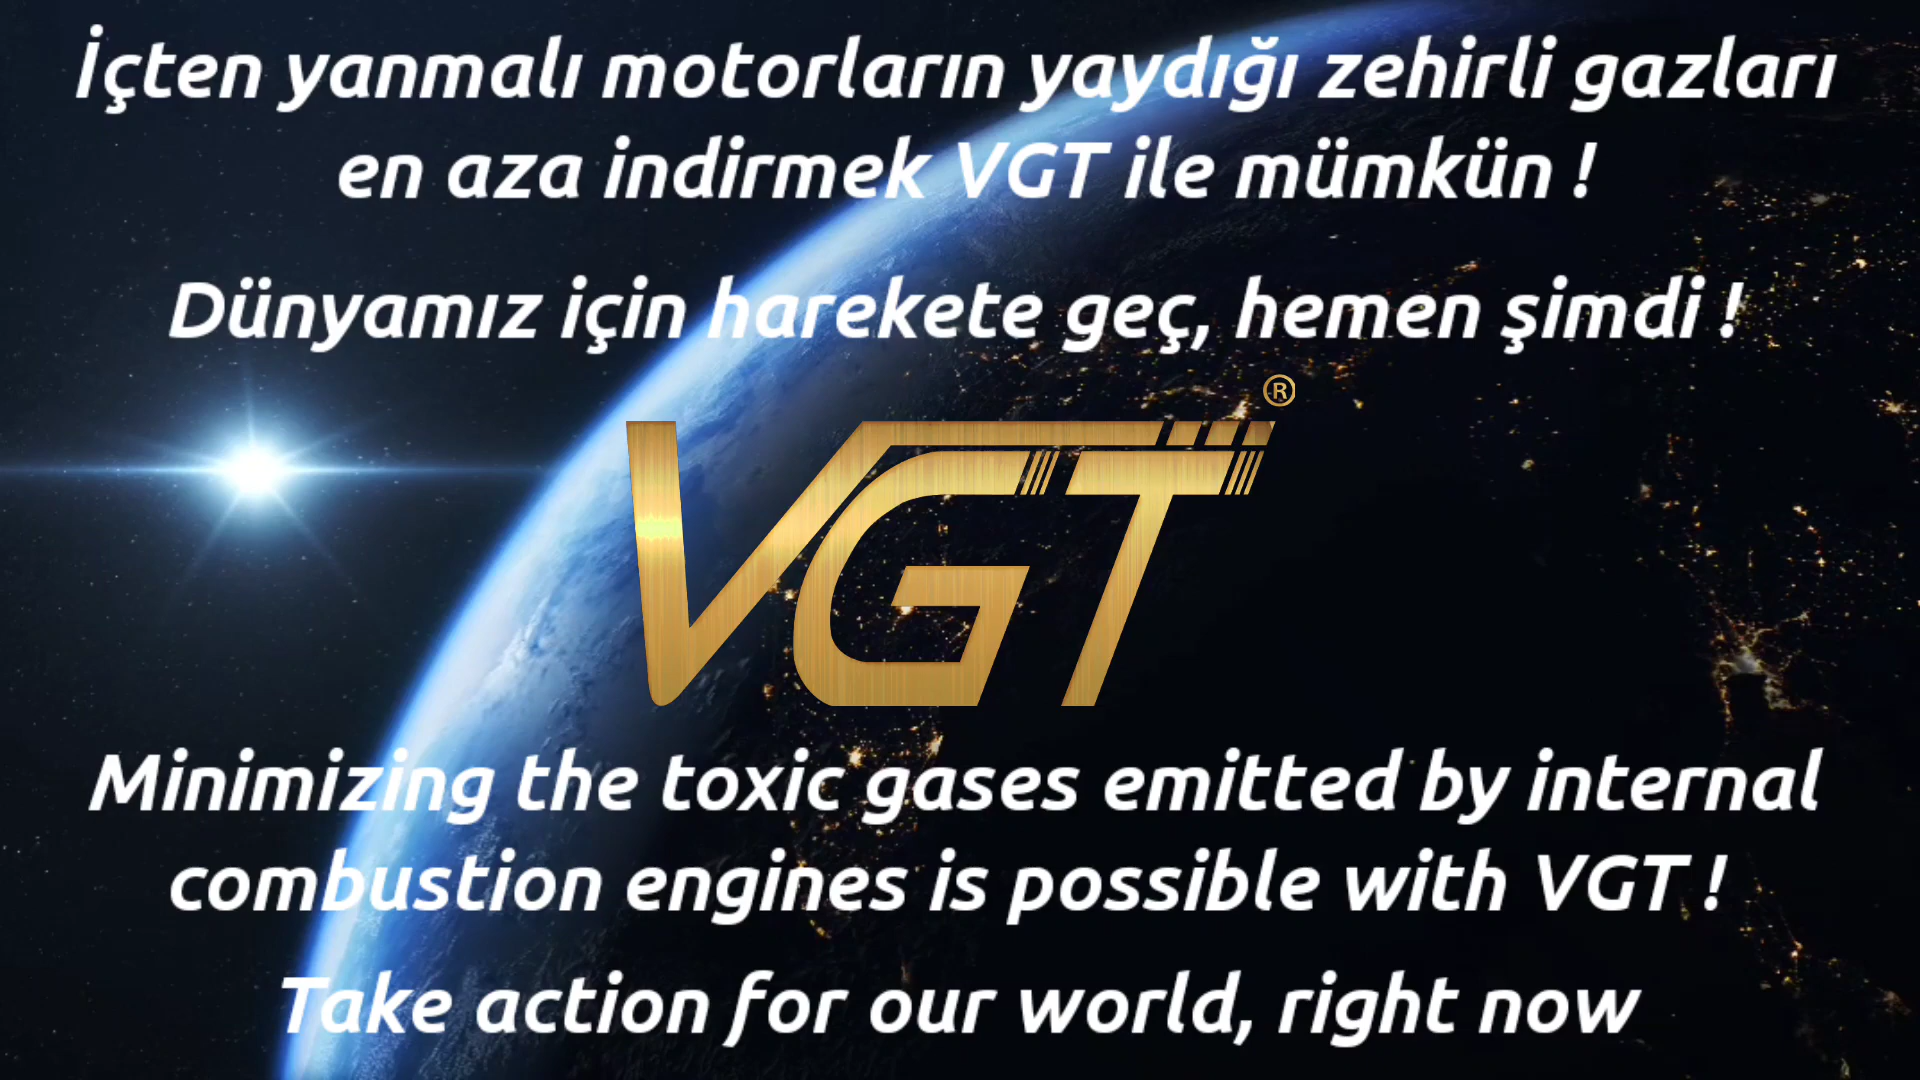 İçten yanmalı motorların yaydığı zehirli gazları
en aza indirmek VGT ile mümkün !
Dünyamız için harekete geç, hemen şimdi !
VGT®
Minimizing the toxic gases emitted by internal
combustion engines is possible with VGT !
Take action for our world, right now